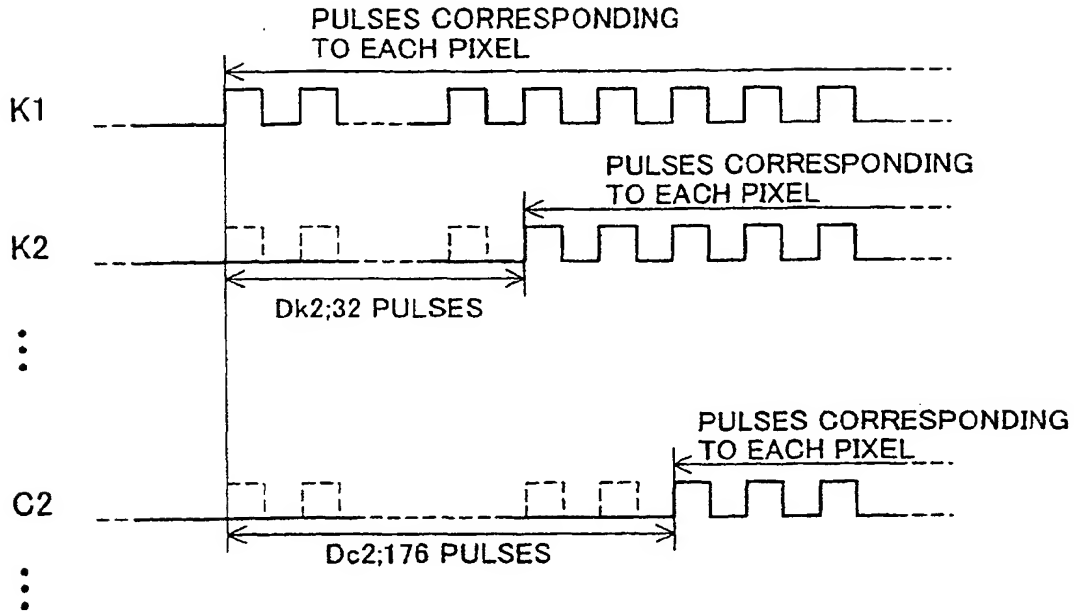 PULSES CORRESPONDING
TO EACH PIXEL
K1
PULSES CORRESPONDING
TO EACH PIXEL
K2
Dk2;32 PULSES
PULSES CORRESPONDING
TO EACH PIXEL
C2
Dc2;176 PULSES